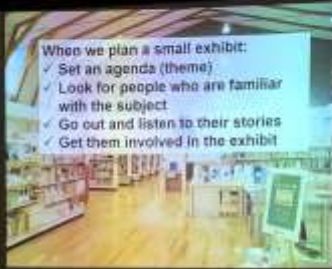 When we plan a small exhibit:
✓ Set an agenda (theme)
✓ Look for people who are familiar
with the subject
✓ Go out and listen to their stories
✓ Get them involved in the exhibit